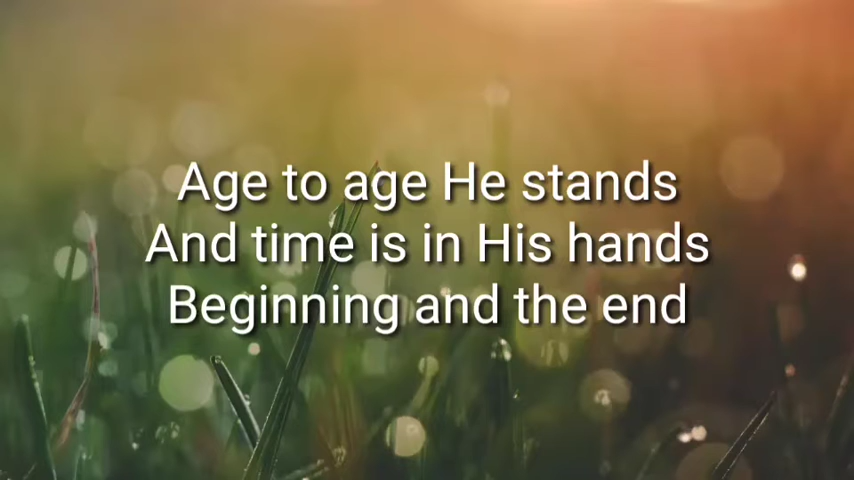 Age to age He stands
And time is in His hands
Beginning and the end